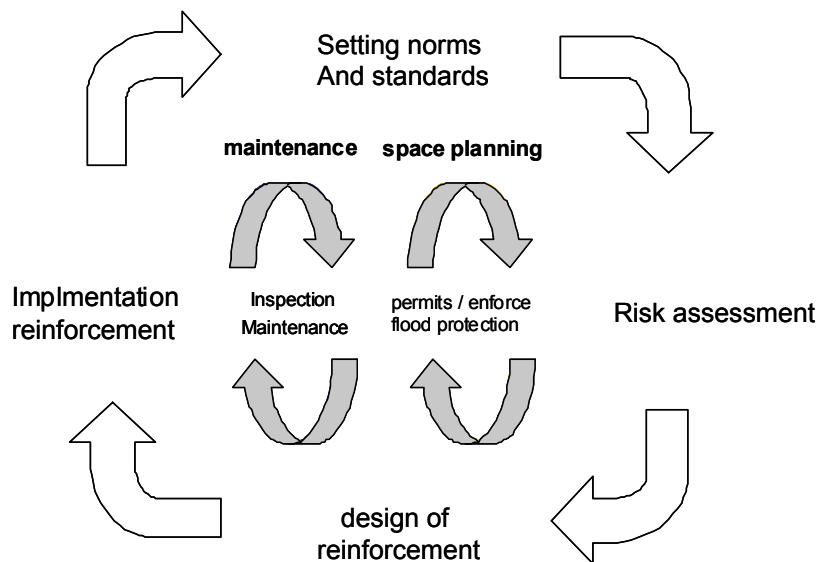 Setting norms
And standards
maintenance
space planning
Implmentation
reinforcement
Inspection
Maintenance
permits / enforce
flood protection
Risk assessment
design of
reinforcement